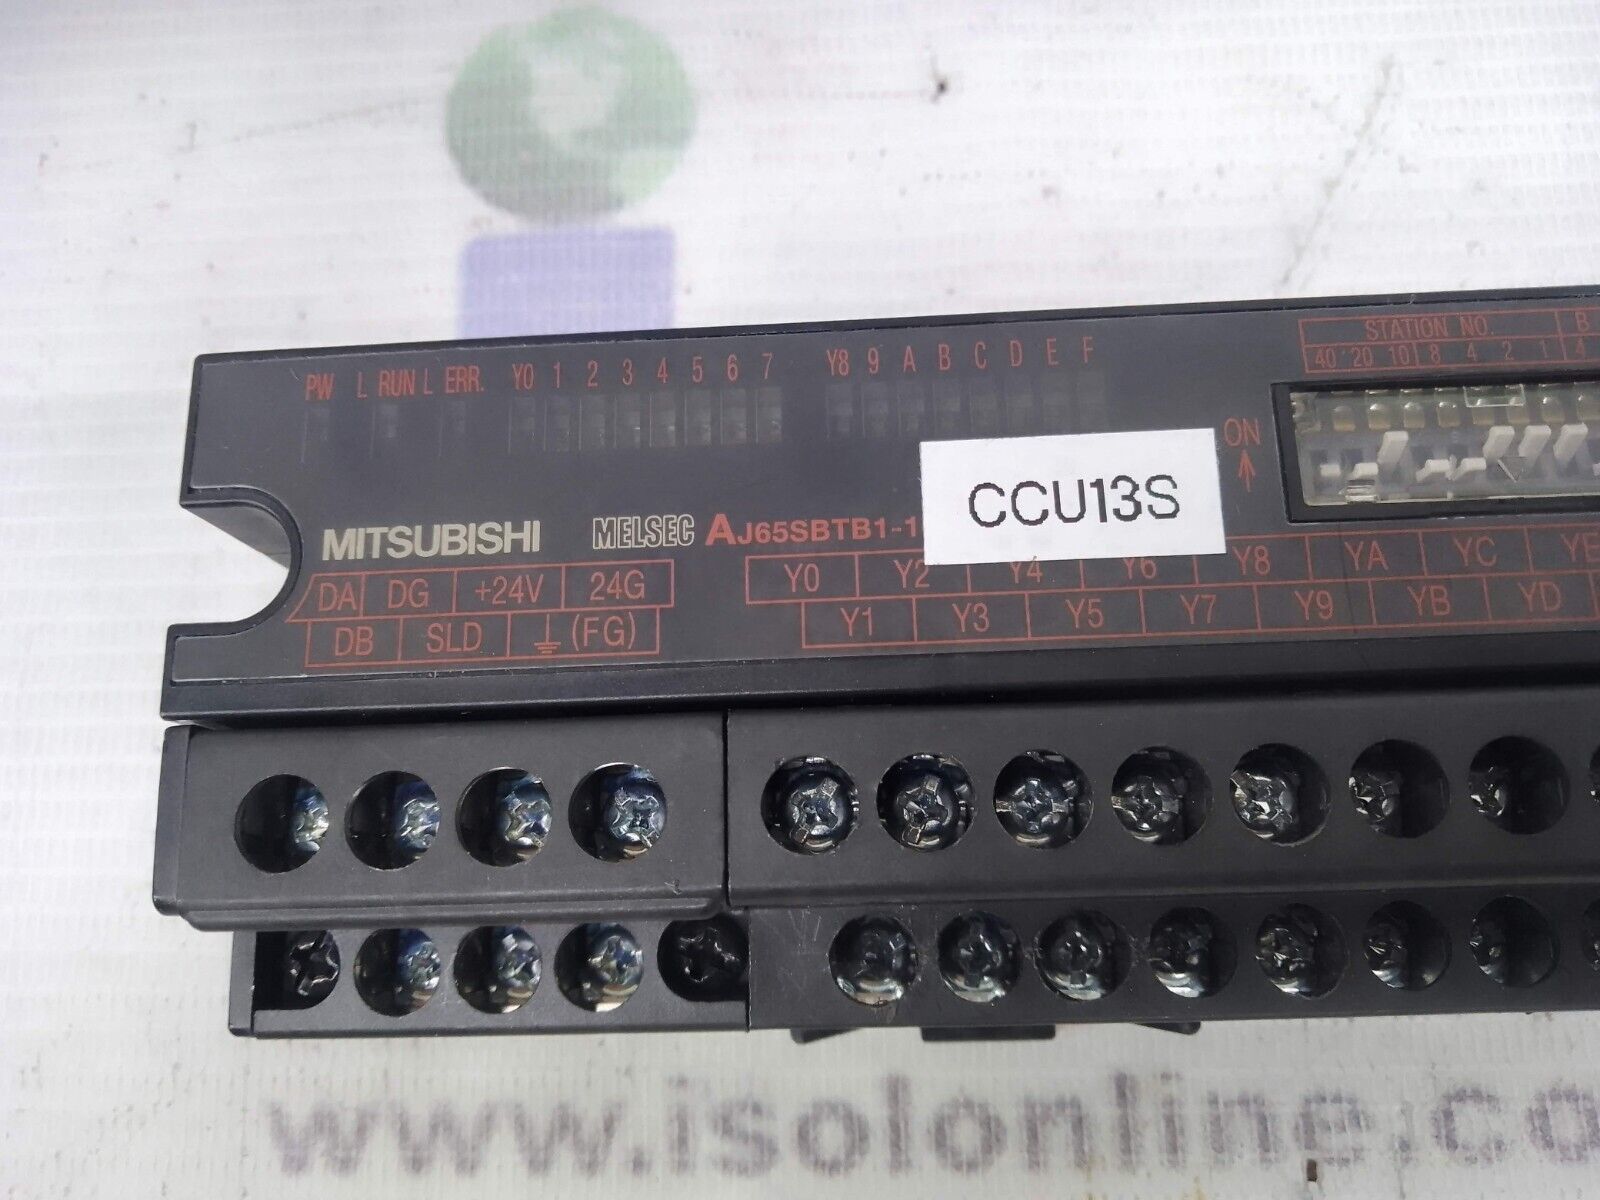 STATION NO. B
40 20 10 8 4 2 1 4
PW L RUN L ERR. Y0 1 2 3 4 5 6 7 Y8 9 A B C D E F
ON
CCU13S
MITSUBISHI MELSEC AJ65SBTB1-1
DA DG +24V 24G
DB SLD (FG)
Y0 Y2 Y4 Y6 Y8 YA YC YE
Y1 Y3 Y5 Y7 Y9 YB YD
www.isolonline.co